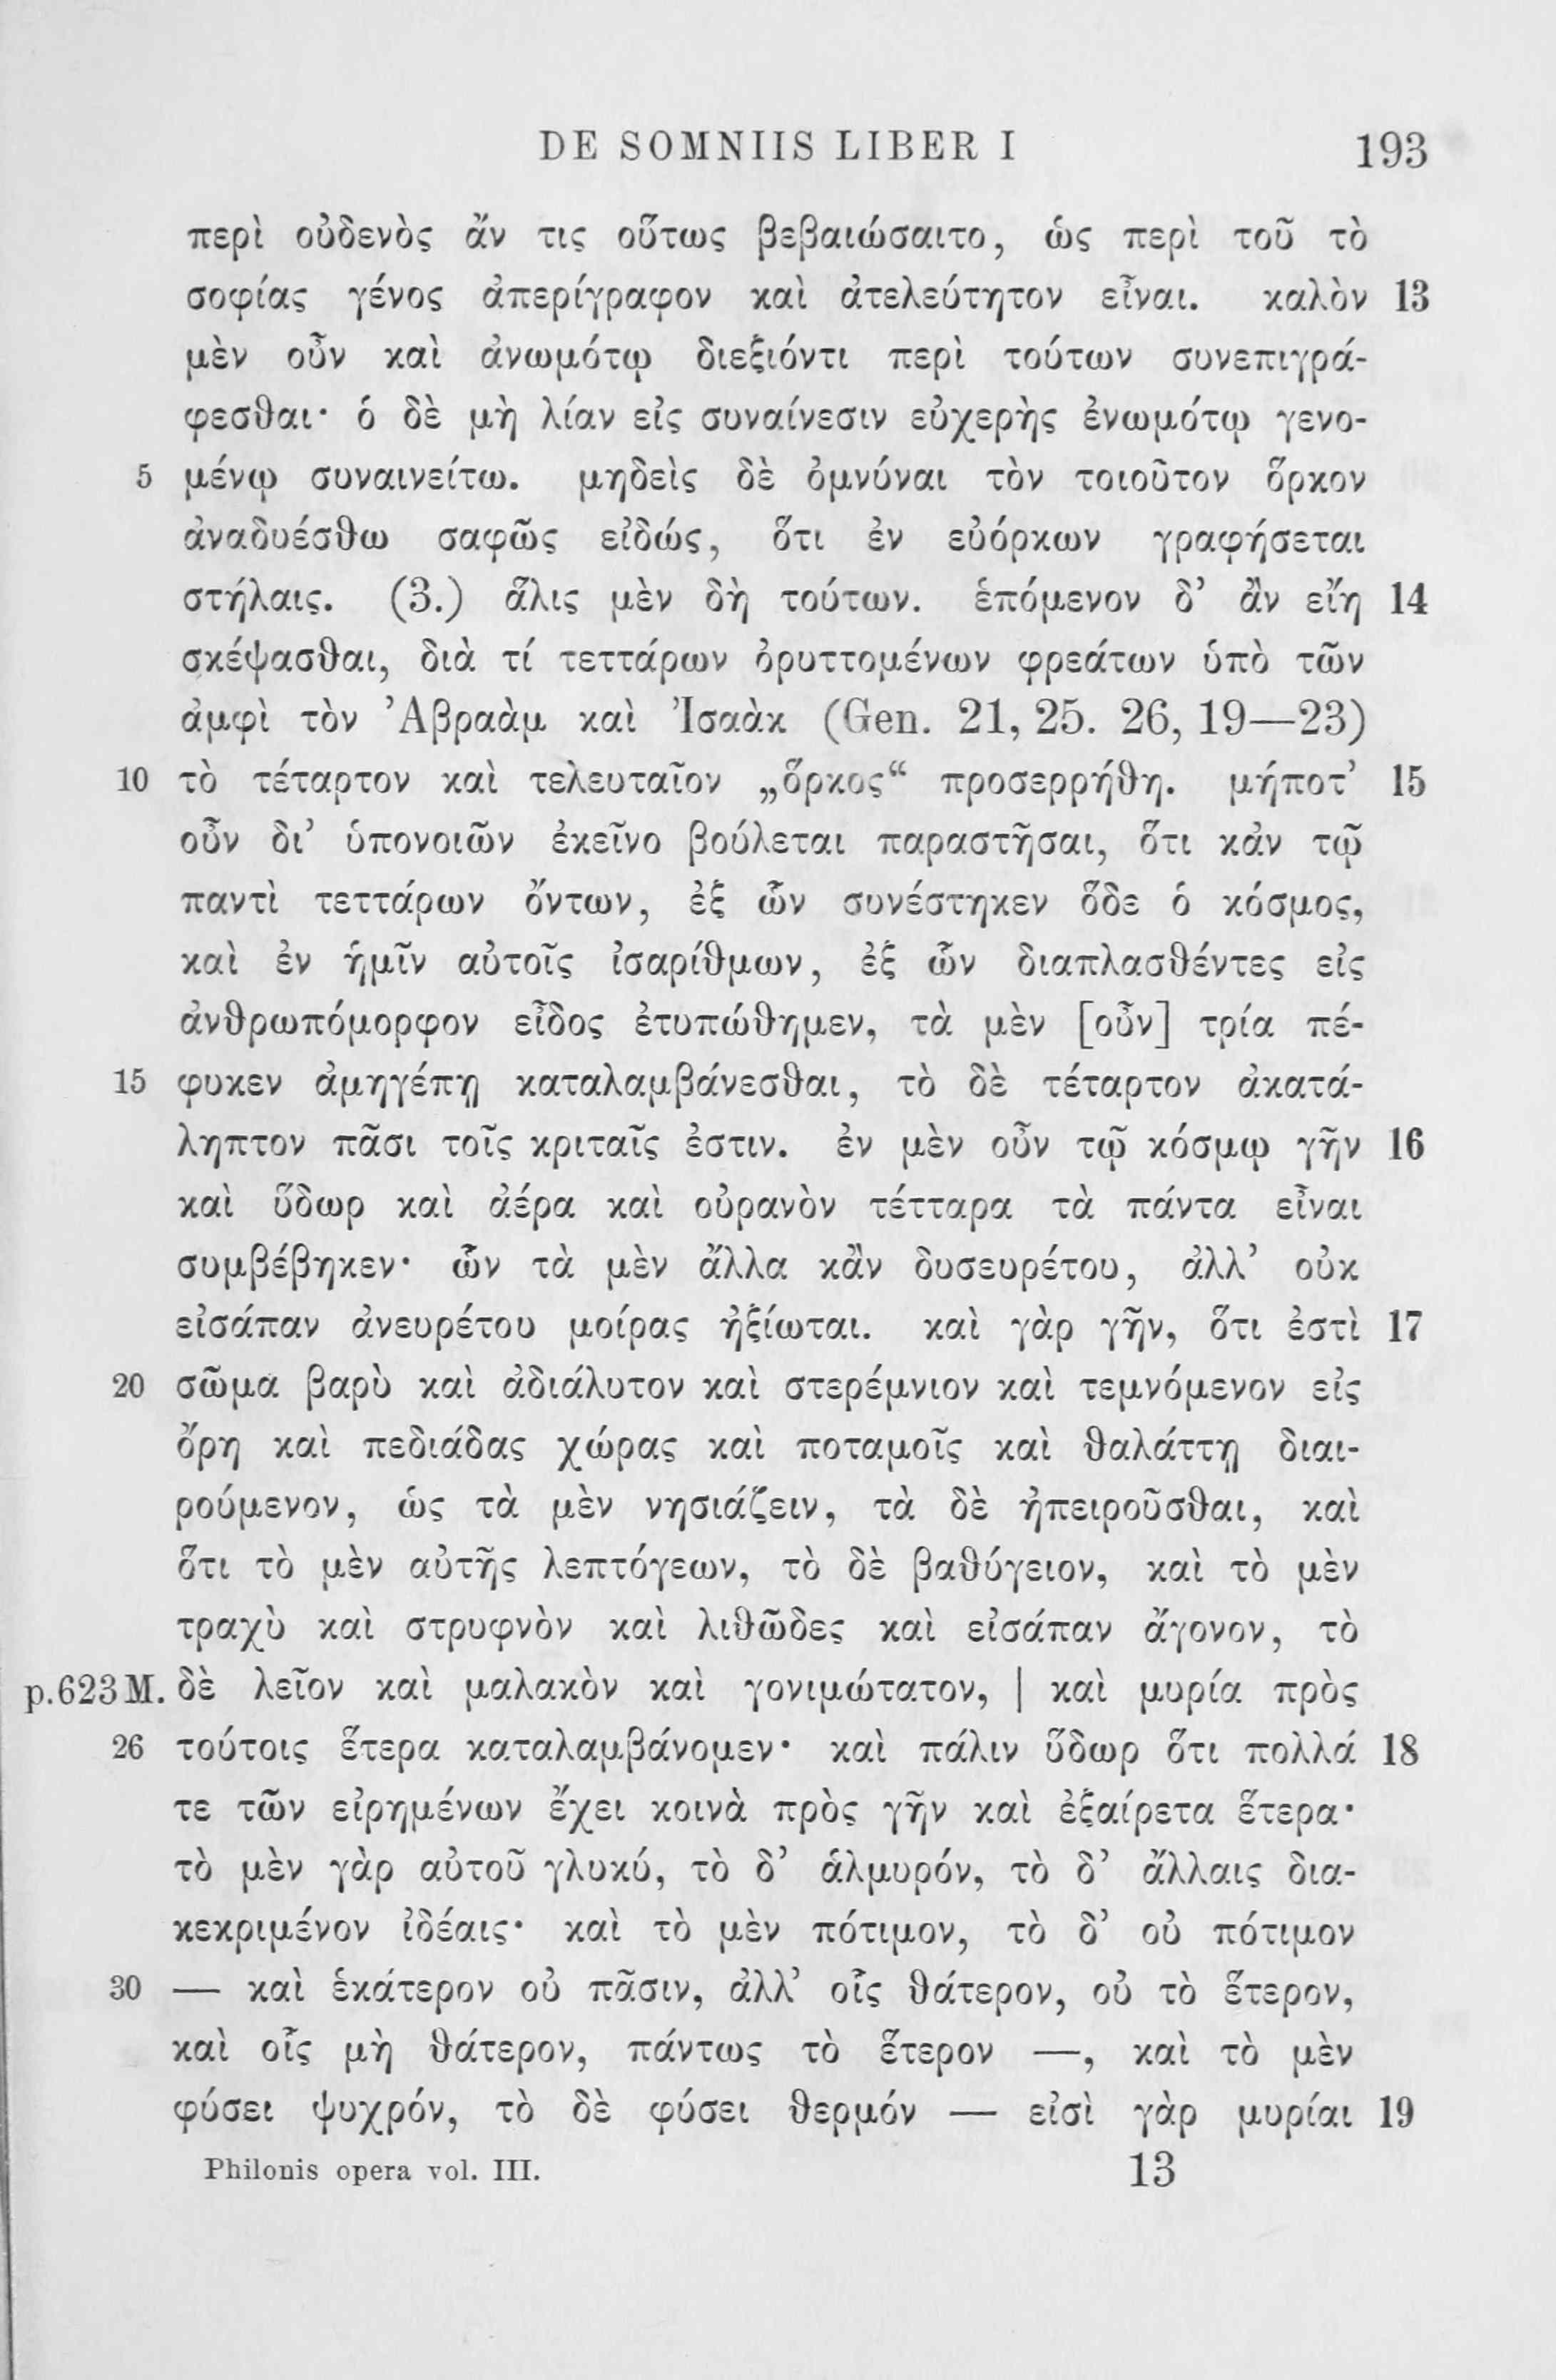 DE SOMNIIS LIBER I 193
περὶ οὐδενὸς ἄν τις οὕτως βεβαιώσαιτο, ὡς περὶ τοῦ τὸ
σοφίας γένος ἀπερίγραφον καὶ ἀτελεύτητον εἶναι. καλὸν 13
μὲν οὖν καὶ ἀνωμότῳ διεξιόντι περὶ τούτων συνεπιγρά-
φεσθαι· ὁ δὲ μὴ λίαν εἰς συναίνεσιν εὐχερὴς ἐνωμότῳ γενο-
5 μένῳ συναινείτω. μηδεὶς δὲ ὀμνύναι τὸν τοιοῦτον ὅρκον
ἀναδυέσθω σαφῶς εἰδώς, ὅτι ἐν εὐόρκων γραφήσεται
στήλαις. (3.) ἅλις μὲν δὴ τούτων. ἑπόμενον δ’ ἂν εἴη 14
σκέψασθαι, διὰ τί τεττάρων ὀρυττομένων φρεάτων ὑπὸ τῶν
ἀμφὶ τὸν Ἀβραὰμ καὶ Ἰσαὰκ (Gen. 21, 25. 26, 19—23)
10 τὸ τέταρτον καὶ τελευταῖον „ὅρκος“ προσερρήθη. μήποτ’ 15
οὖν δι’ ὑπονοιῶν ἐκεῖνο βούλεται παραστῆσαι, ὅτι κἀν τῷ
παντὶ τεττάρων ὄντων, ἐξ ὧν συνέστηκεν ὅδε ὁ κόσμος,
καὶ ἐν ἡμῖν αὐτοῖς ἰσαρίθμων, ἐξ ὧν διαπλασθέντες εἰς
ἀνθρωπόμορφον εἶδος ἐτυπώθημεν, τὰ μὲν [οὖν] τρία πέ-
15 φυκεν ἁμηγέπῃ καταλαμβάνεσθαι, τὸ δὲ τέταρτον ἀκατά-
ληπτον πᾶσι τοῖς κριταῖς ἐστιν. ἐν μὲν οὖν τῷ κόσμῳ γῆν 16
καὶ ὕδωρ καὶ ἀέρα καὶ οὐρανὸν τέτταρα τὰ πάντα εἶναι
συμβέβηκεν· ὧν τὰ μὲν ἄλλα κἂν δυσευρέτου, ἀλλ’ οὐκ
εἰσάπαν ἀνευρέτου μοίρας ἠξίωται. καὶ γὰρ γῆν, ὅτι ἐστὶ 17
20 σῶμα βαρὺ καὶ ἀδιάλυτον καὶ στερέμνιον καὶ τεμνόμενον εἰς
ὄρη καὶ πεδιάδας χώρας καὶ ποταμοῖς καὶ θαλάττῃ διαι-
ρούμενον, ὡς τὰ μὲν νησιάζειν, τὰ δὲ ἠπειροῦσθαι, καὶ
ὅτι τὸ μὲν αὐτῆς λεπτόγεων, τὸ δὲ βαθύγειον, καὶ τὸ μὲν
τραχὺ καὶ στρυφνὸν καὶ λιθῶδες καὶ εἰσάπαν ἄγονον, τὸ
p.623 M. δὲ λεῖον καὶ μαλακὸν καὶ γονιμώτατον, | καὶ μυρία πρὸς
26 τούτοις ἕτερα καταλαμβάνομεν· καὶ πάλιν ὕδωρ ὅτι πολλά 18
τε τῶν εἰρημένων ἔχει κοινὰ πρὸς γῆν καὶ ἐξαίρετα ἕτερα·
τὸ μὲν γὰρ αὐτοῦ γλυκύ, τὸ δ’ ἁλμυρόν, τὸ δ’ ἄλλαις δια-
κεκριμένον ἰδέαις· καὶ τὸ μὲν πότιμον, τὸ δ’ οὐ πότιμον
30 — καὶ ἑκάτερον οὐ πᾶσιν, ἀλλ’ οἷς θάτερον, οὐ τὸ ἕτερον,
καὶ οἷς μὴ θάτερον, πάντως τὸ ἕτερον —, καὶ τὸ μὲν
φύσει ψυχρόν, τὸ δὲ φύσει θερμόν — εἰσὶ γὰρ μυρίαι 19
Philonis opera vol. III. 13